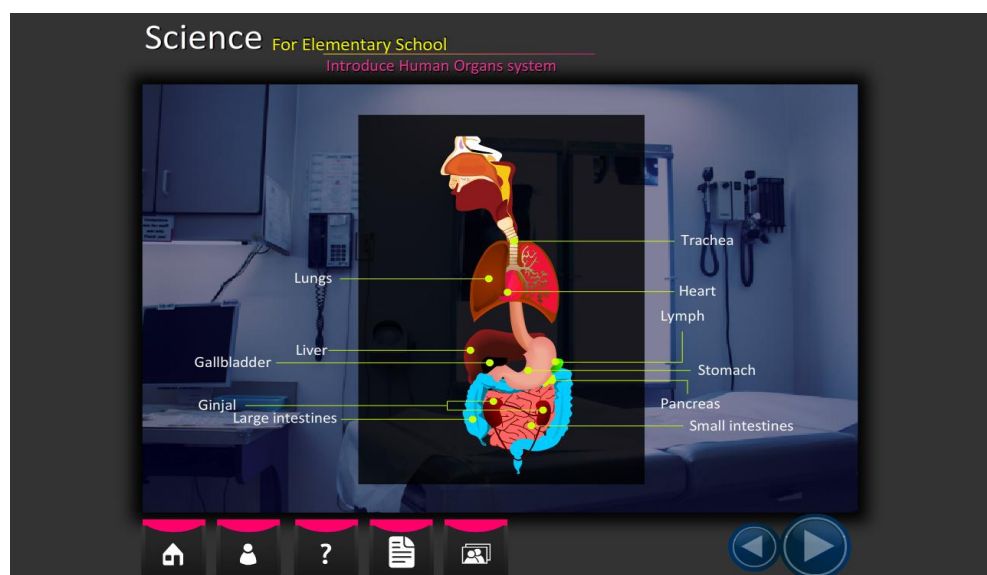 Science For Elementary School
Introduce Human Organs system
Trachea
Lungs
Heart
Lymph
Liver
Gallbladder
Stomach
Ginjal
Pancreas
Large intestines
Small intestines
?